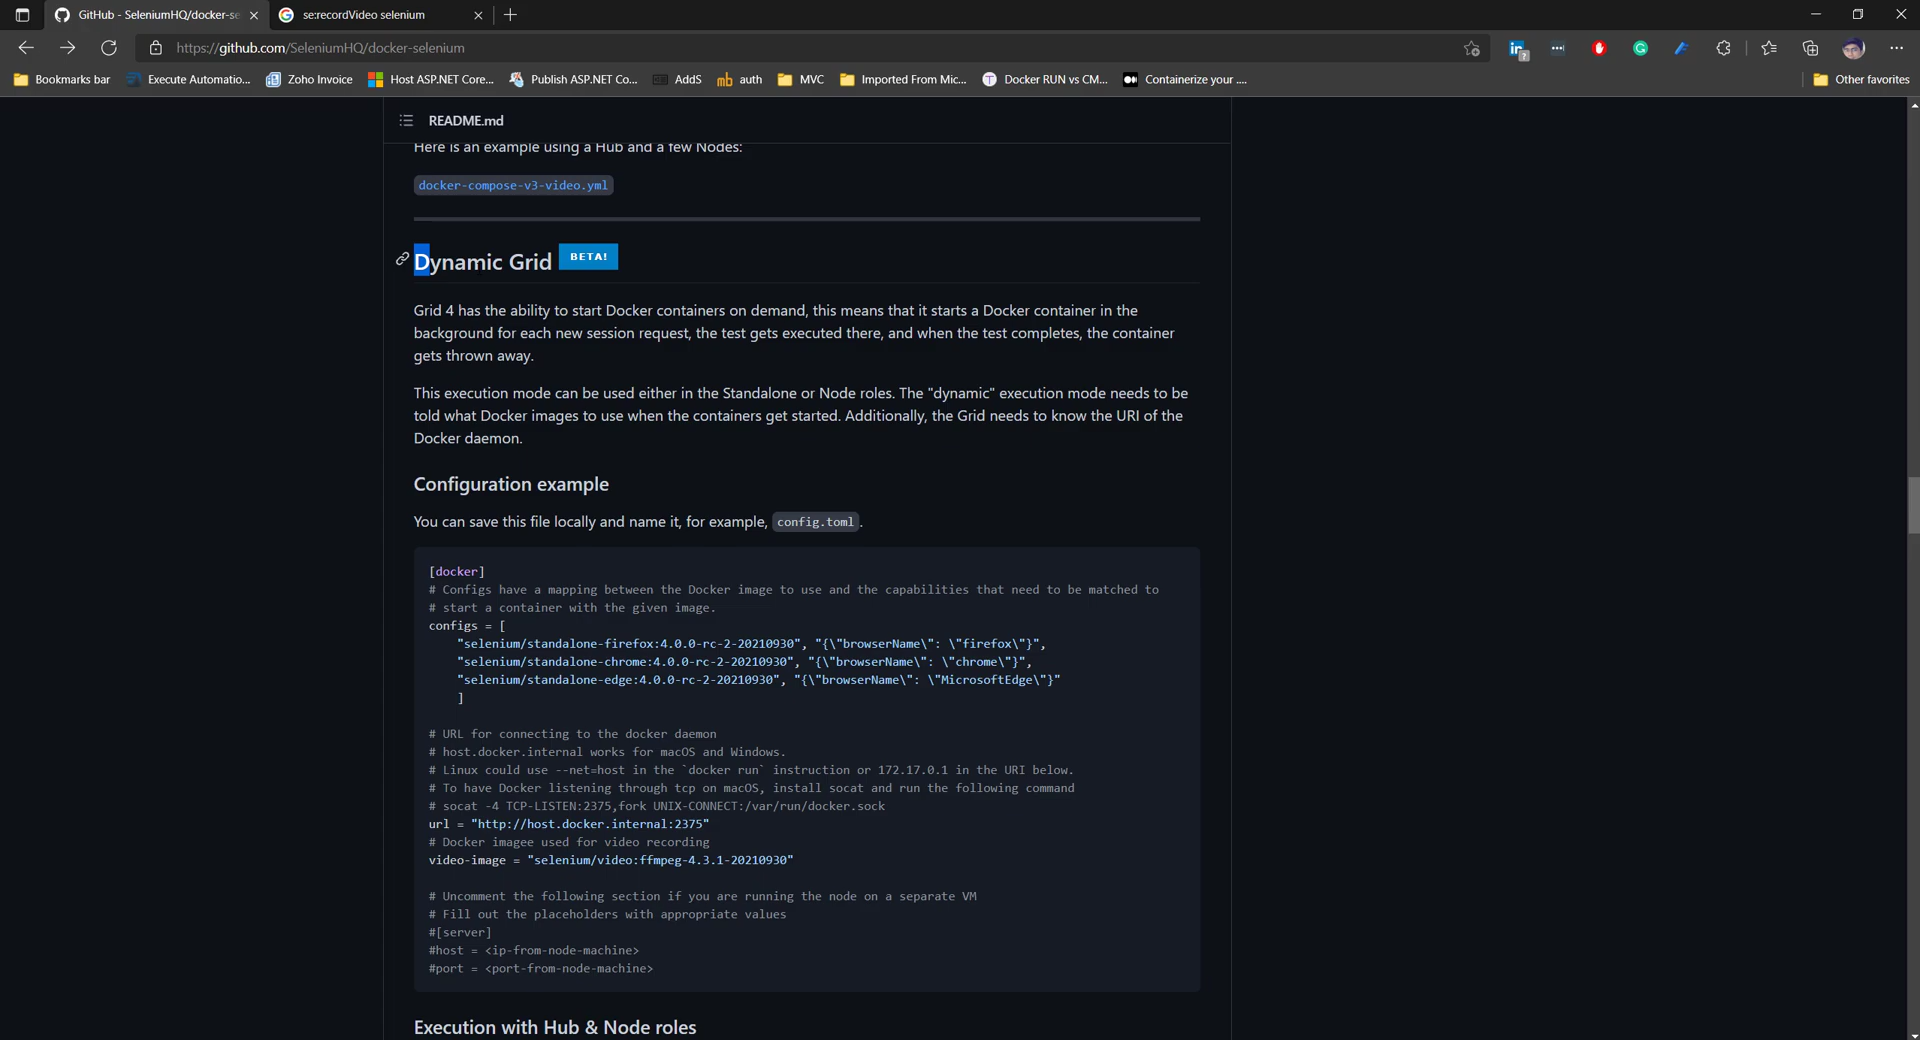 GitHub - SeleniumHQ/docker-se
se:recordVideo selenium
https://github.com/SeleniumHQ/docker-selenium
Bookmarks bar
Execute Automatio...
Zoho Invoice
Host ASP.NET Core...
Publish ASP.NET Co...
AddS
auth
MVC
Imported From Mic...
Docker RUN vs CM...
Containerize your ....
Other favorites
README.md
Here is an example using a Hub and a few Nodes:
docker-compose-v3-video.yml
Dynamic Grid BETA!
Grid 4 has the ability to start Docker containers on demand, this means that it starts a Docker container in the
background for each new session request, the test gets executed there, and when the test completes, the container
gets thrown away.
This execution mode can be used either in the Standalone or Node roles. The "dynamic" execution mode needs to be
told what Docker images to use when the containers get started. Additionally, the Grid needs to know the URI of the
Docker daemon.
Configuration example
You can save this file locally and name it, for example, config.toml.
[docker]
# Configs have a mapping between the Docker image to use and the capabilities that need to be matched to
# start a container with the given image.
configs = [
"selenium/standalone-firefox:4.0.0-rc-2-20210930", "{\"browserName\": \"firefox\"}",
"selenium/standalone-chrome:4.0.0-rc-2-20210930", "{\"browserName\": \"chrome\"}",
"selenium/standalone-edge:4.0.0-rc-2-20210930", "{\"browserName\": \"MicrosoftEdge\"}"
]
# URL for connecting to the docker daemon
# host.docker.internal works for macOS and Windows.
# Linux could use --net=host in the `docker run` instruction or 172.17.0.1 in the URI below.
# To have Docker listening through tcp on macOS, install socat and run the following command
# socat -4 TCP-LISTEN:2375,fork UNIX-CONNECT:/var/run/docker.sock
url = "http://host.docker.internal:2375"
# Docker imagee used for video recording
video-image = "selenium/video:ffmpeg-4.3.1-20210930"
# Uncomment the following section if you are running the node on a separate VM
# Fill out the placeholders with appropriate values
#[server]
#host = <ip-from-node-machine>
#port = <port-from-node-machine>
Execution with Hub & Node roles